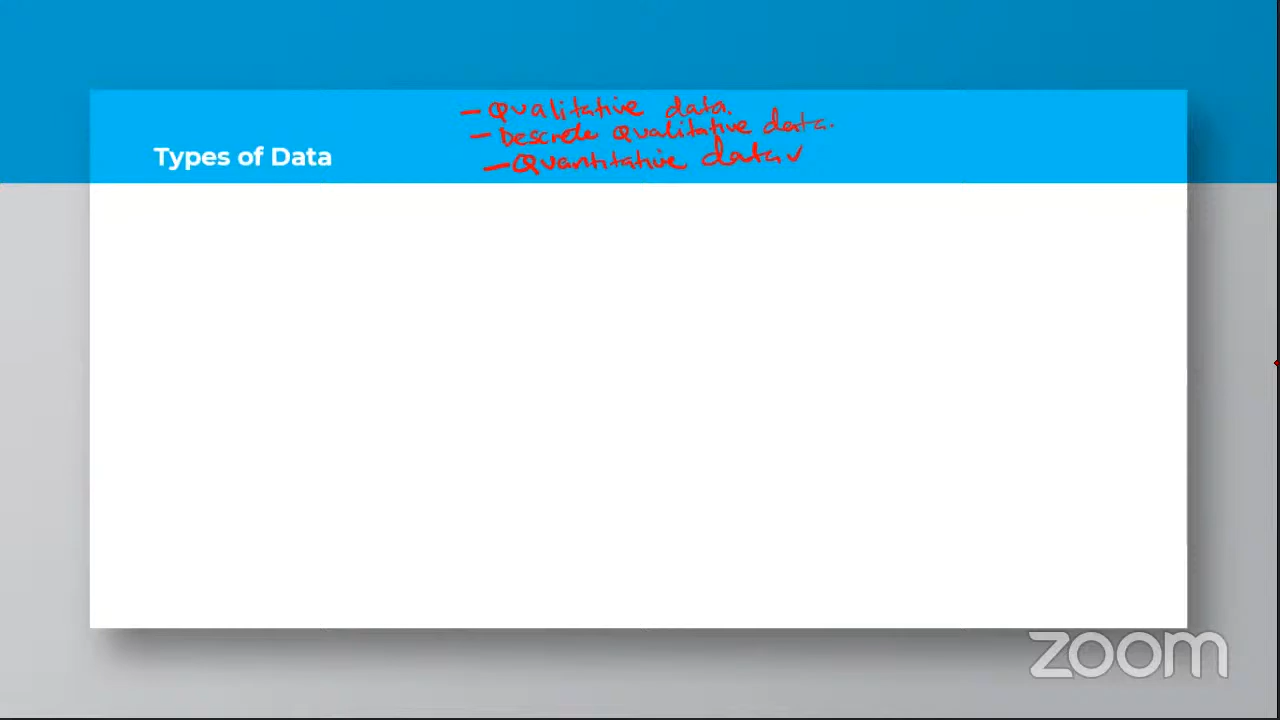 - Qualitative data.
- Descrete Qualitative data.
Types of Data
- Quantitative data
zoom